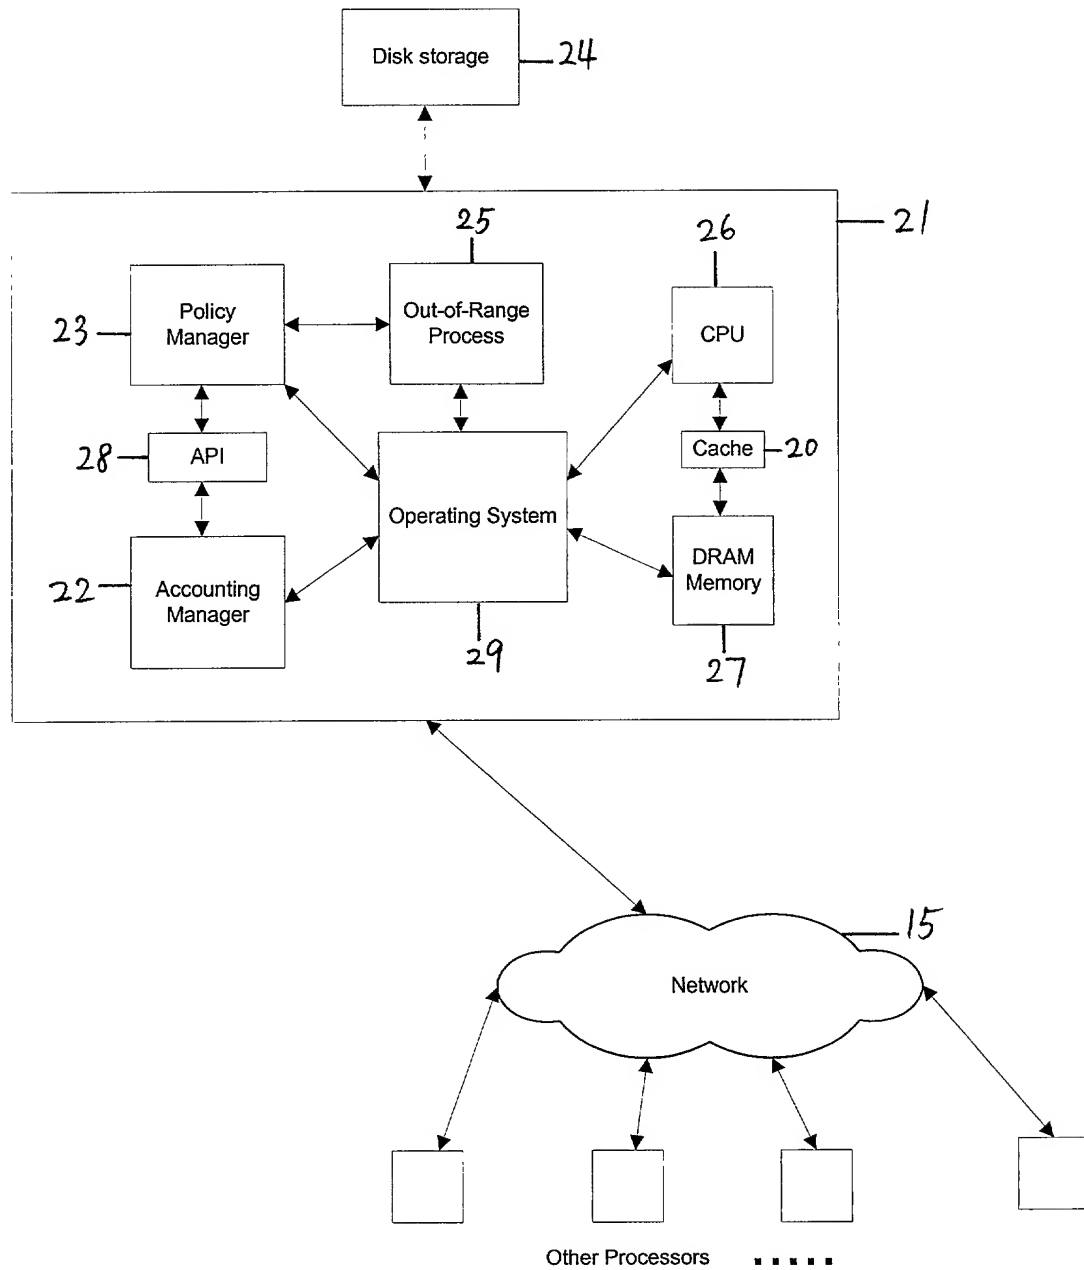 Disk storage
24
21
25
26
Policy
Manager
23
Out-of-Range
Process
CPU
28
API
Cache
20
Operating System
DRAM
Memory
22
Accounting
Manager
29
27
15
Network
Other Processors .....